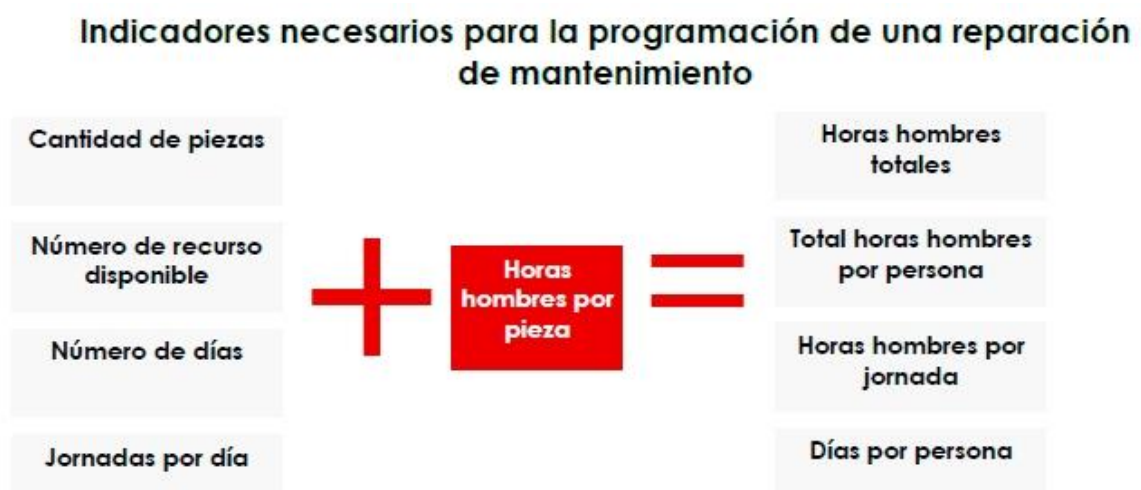 Indicadores necesarios para la programación de una reparación
de mantenimiento
Cantidad de piezas
Número de recurso
disponible
Número de días
Jornadas por día
Horas
hombres por
pieza
Horas hombres
totales
Total horas hombres
por persona
Horas hombres por
jornada
Días por persona